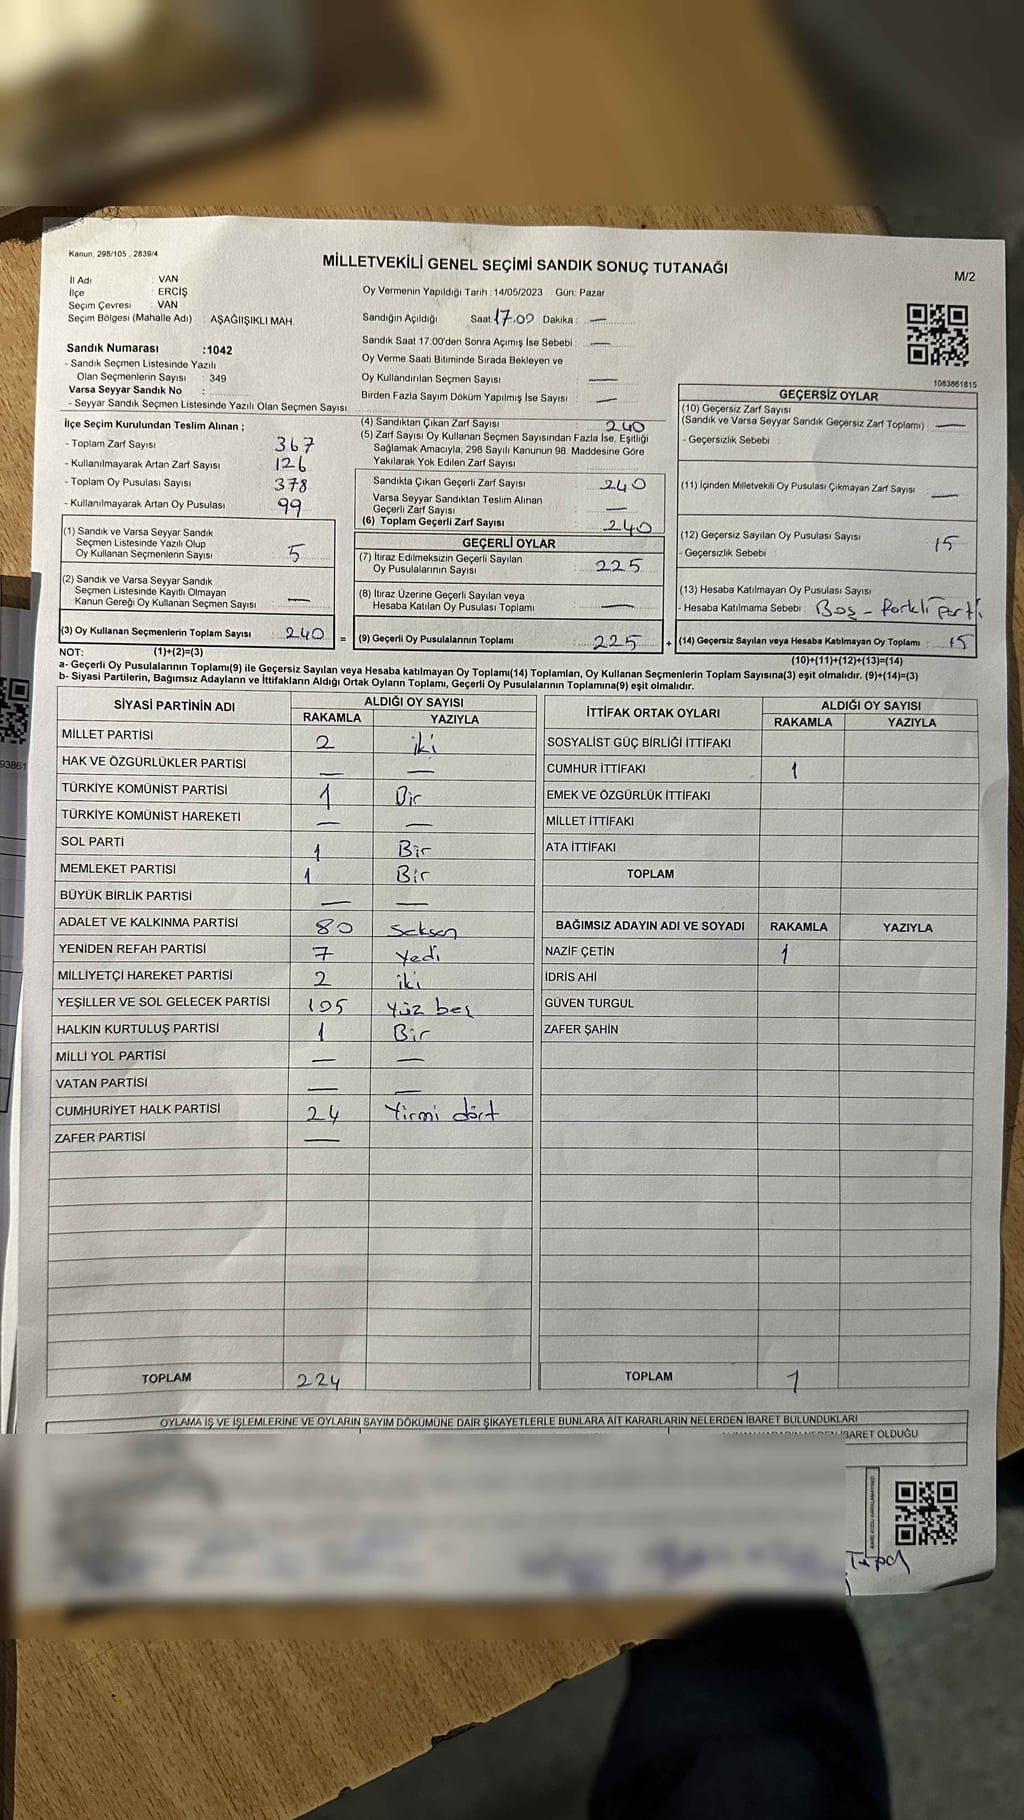 Kanun, 298/105 , 2839/4
MİLLETVEKİLİ GENEL SEÇİMİ SANDIK SONUÇ TUTANAĞI
M/2
İl Adı VAN
İlçe ERCİŞ
Seçim Çevresi VAN
Seçim Bölgesi (Mahalle Adı) : AŞAĞIIŞIKLI MAH.
Sandık Numarası :1042
- Sandık Seçmen Listesinde Yazılı
Olan Seçmenlerin Sayısı : 349
Varsa Seyyar Sandık No :
- Seyyar Sandık Seçmen Listesinde Yazılı Olan Seçmen Sayısı
Oy Vermenin Yapıldığı Tarih :14/05/2023 Gün: Pazar
Sandığın Açıldığı Saat 17.00 Dakika : —
Sandık Saat 17:00'den Sonra Açımış İse Sebebi : —
Oy Verme Saati Bitiminde Sırada Bekleyen ve
Oy Kullandırılan Seçmen Sayısı —
Birden Fazla Sayım Döküm Yapılmış İse Sayısı —
1083861815
İlçe Seçim Kurulundan Teslim Alınan ;
- Toplam Zarf Sayısı 367
- Kullanılmayarak Artan Zarf Sayısı 126
- Toplam Oy Pusulası Sayısı 378
- Kullanılmayarak Artan Oy Pusulası 99
(1) Sandık ve Varsa Seyyar Sandık
Seçmen Listesinde Yazılı Olup
Oy Kullanan Seçmenlerin Sayısı : 5
(2) Sandık ve Varsa Seyyar Sandık
Seçmen Listesinde Kayıtlı Olmayan
Kanun Gereği Oy Kullanan Seçmen Sayısı : —
(3) Oy Kullanan Seçmenlerin Toplam Sayısı : 240 =
(4) Sandıktan Çıkan Zarf Sayısı 240
(5) Zarf Sayısı Oy Kullanan Seçmen Sayısından Fazla İse, Eşitliği
Sağlamak Amacıyla, 298 Sayılı Kanunun 98. Maddesine Göre
Yakılarak Yok Edilen Zarf Sayısı
Sandıkta Çıkan Geçerli Zarf Sayısı : 240
Varsa Seyyar Sandıktan Teslim Alınan
Geçerli Zarf Sayısı —
(6) Toplam Geçerli Zarf Sayısı : 240
GEÇERLİ OYLAR
(7) İtiraz Edilmeksizin Geçerli Sayılan
Oy Pusulalarının Sayısı : 225
(8) İtiraz Üzerine Geçerli Sayılan veya
Hesaba Katılan Oy Pusulası Toplamı : —
(9) Geçerli Oy Pusulalarının Toplamı : 225 +
GEÇERSİZ OYLAR
(10) Geçersiz Zarf Sayısı
(Sandık ve Varsa Seyyar Sandık Geçersiz Zarf Toplamı) : —
- Geçersizlik Sebebi :
(11) İçinden Milletvekili Oy Pusulası Çıkmayan Zarf Sayısı : —
(12) Geçersiz Sayılan Oy Pusulası Sayısı : 15
- Geçersizlik Sebebi :
(13) Hesaba Katılmayan Oy Pusulası Sayısı :
- Hesaba Katılmama Sebebi : Boş – farklı parti
(14) Geçersiz Sayılan veya Hesaba Katılmayan Oy Toplamı : 15
NOT: (1)+(2)=(3)
(10)+(11)+(12)+(13)=(14)
a- Geçerli Oy Pusulalarının Toplamı(9) ile Geçersiz Sayılan veya Hesaba katılmayan Oy Toplamı(14) Toplamları, Oy Kullanan Seçmenlerin Toplam Sayısına(3) eşit olmalıdır. (9)+(14)=(3)
b- Siyasi Partilerin, Bağımsız Adayların ve İttifakların Aldığı Ortak Oyların Toplamı, Geçerli Oy Pusulalarının Toplamına(9) eşit olmalıdır.
SİYASİ PARTİNİN ADI ALDIĞI OY SAYISI
RAKAMLA YAZIYLA
MİLLET PARTİSİ 2 iki
HAK VE ÖZGÜRLÜKLER PARTİSİ — —
TÜRKİYE KOMÜNİST PARTİSİ 1 Bir
TÜRKİYE KOMÜNİST HAREKETİ — —
SOL PARTİ 1 Bir
MEMLEKET PARTİSİ 1 Bir
BÜYÜK BİRLİK PARTİSİ — —
ADALET VE KALKINMA PARTİSİ 80 seksen
YENİDEN REFAH PARTİSİ 7 Yedi
MİLLİYETÇİ HAREKET PARTİSİ 2 iki
YEŞİLLER VE SOL GELECEK PARTİSİ 105 yüz beş
HALKIN KURTULUŞ PARTİSİ 1 Bir
MİLLİ YOL PARTİSİ — —
VATAN PARTİSİ — —
CUMHURİYET HALK PARTİSİ 24 Yirmi dört
ZAFER PARTİSİ —
TOPLAM 224
İTTİFAK ORTAK OYLARI ALDIĞI OY SAYISI
RAKAMLA YAZIYLA
SOSYALİST GÜÇ BİRLİĞİ İTTİFAKI
CUMHUR İTTİFAKI 1
EMEK VE ÖZGÜRLÜK İTTİFAKI
MİLLET İTTİFAKI
ATA İTTİFAKI
TOPLAM
BAĞIMSIZ ADAYIN ADI VE SOYADI RAKAMLA YAZIYLA
NAZİF ÇETİN 1
İDRİS AHİ
GÜVEN TURGUL
ZAFER ŞAHİN
TOPLAM 1
OYLAMA İŞ VE İŞLEMLERİNE VE OYLARIN SAYIM DÖKÜMÜNE DAİR ŞİKAYETLERLE BUNLARA AİT KARARLARIN NELERDEN İBARET BULUNDUKLARI
İBARET OLDUĞU
93861